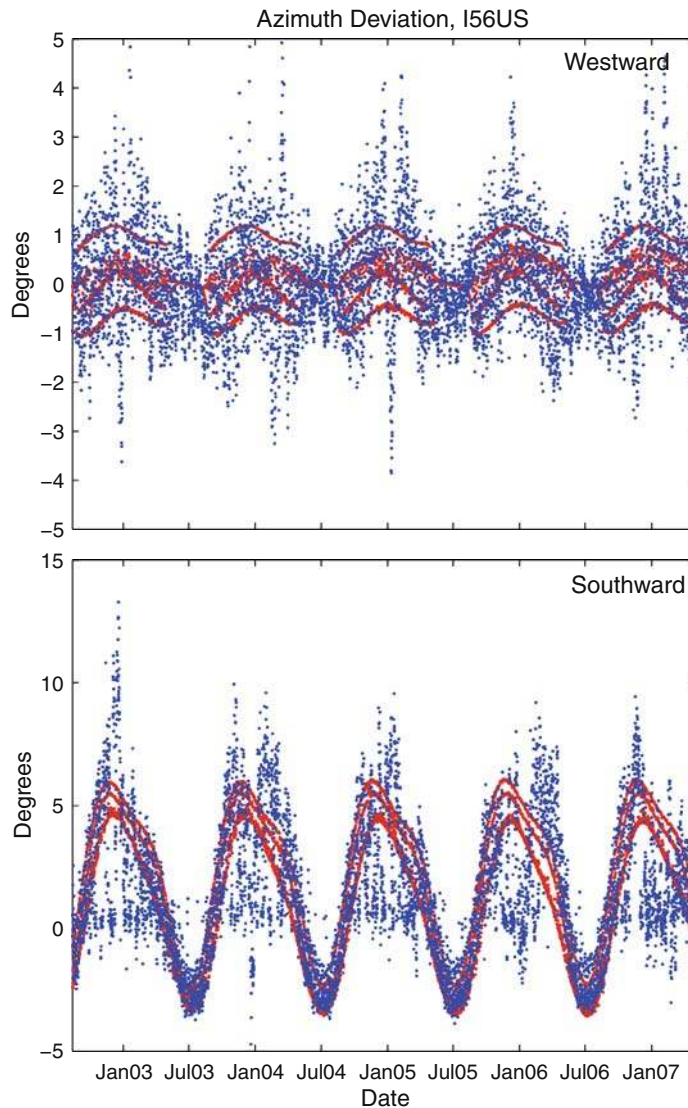 Azimuth Deviation, I56US
Westward
5
4
3
2
1
0
−1
−2
−3
−4
−5
Degrees
Southward
15
10
5
0
−5
Degrees
Jan03 Jul03 Jan04 Jul04 Jan05 Jul05 Jan06 Jul06 Jan07
Date